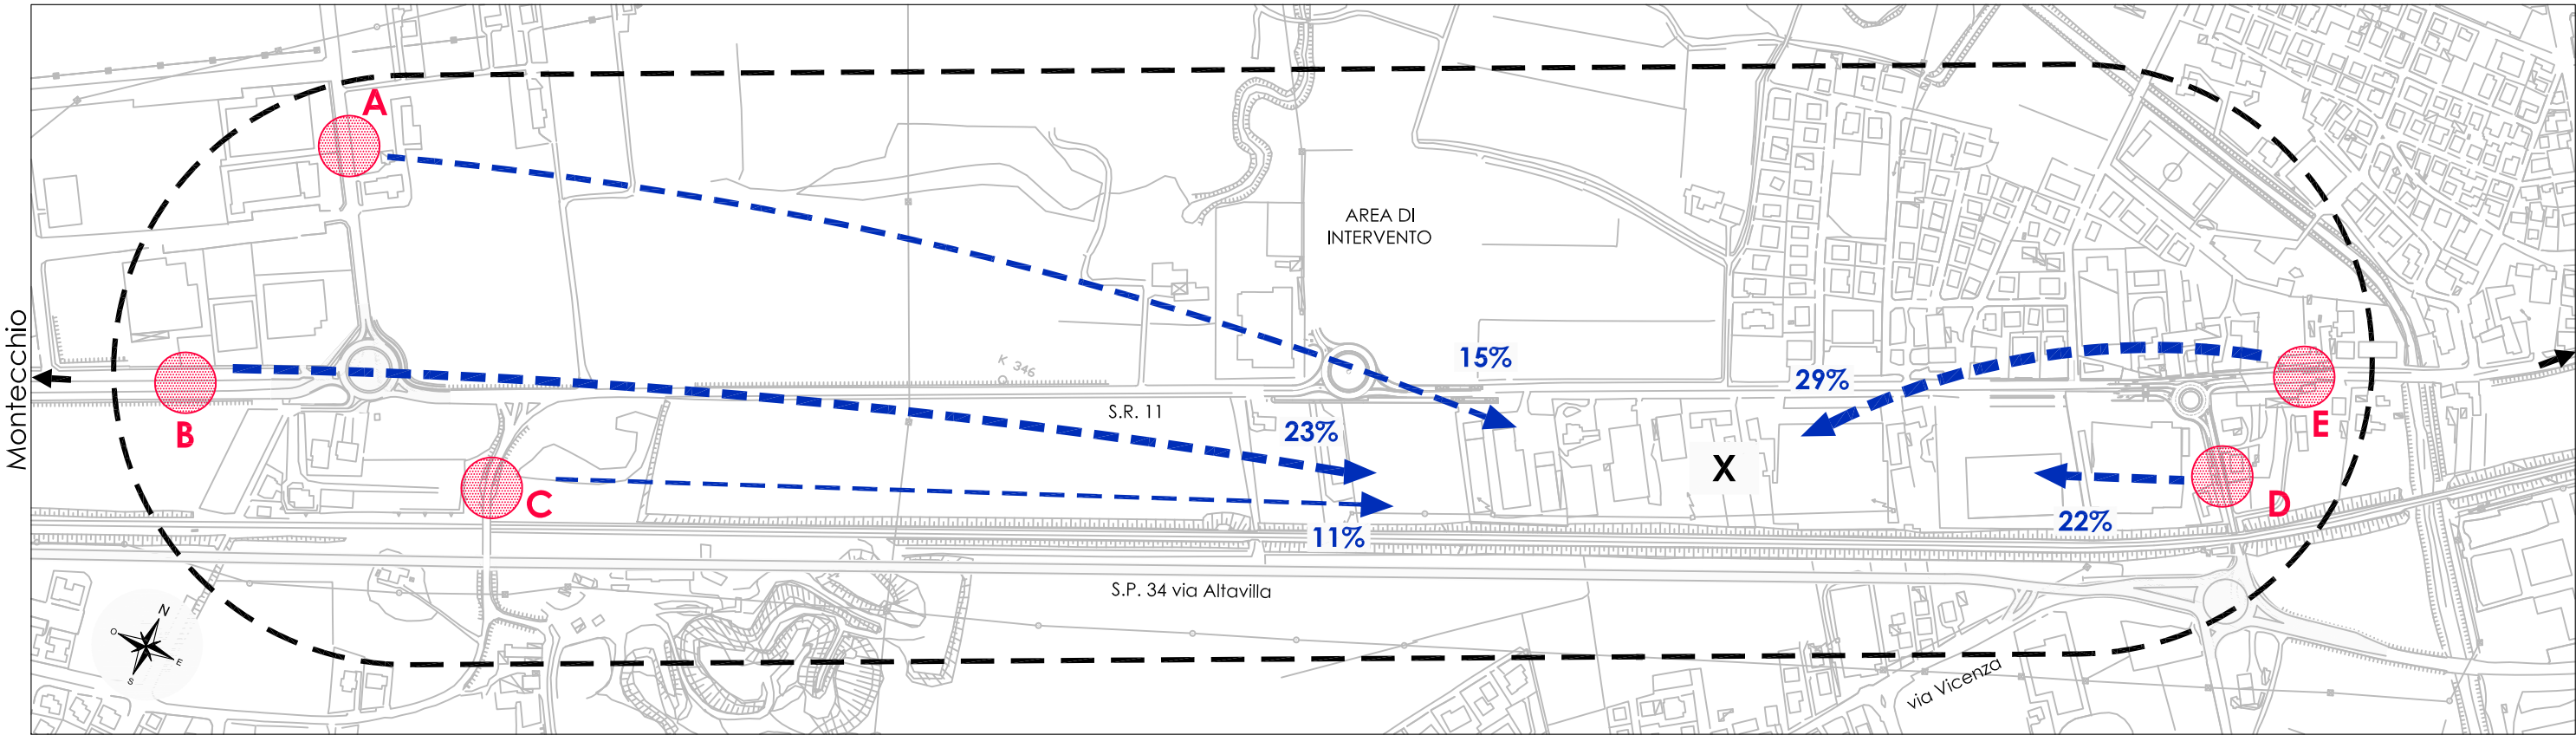 A
AREA DI
INTERVENTO
Montecchio
K 346
15%
29%
B
S.R. 11
23%
E
X
C
D
11%
22%
S.P. 34 via Altavilla
N
O
E
S
via Vicenza